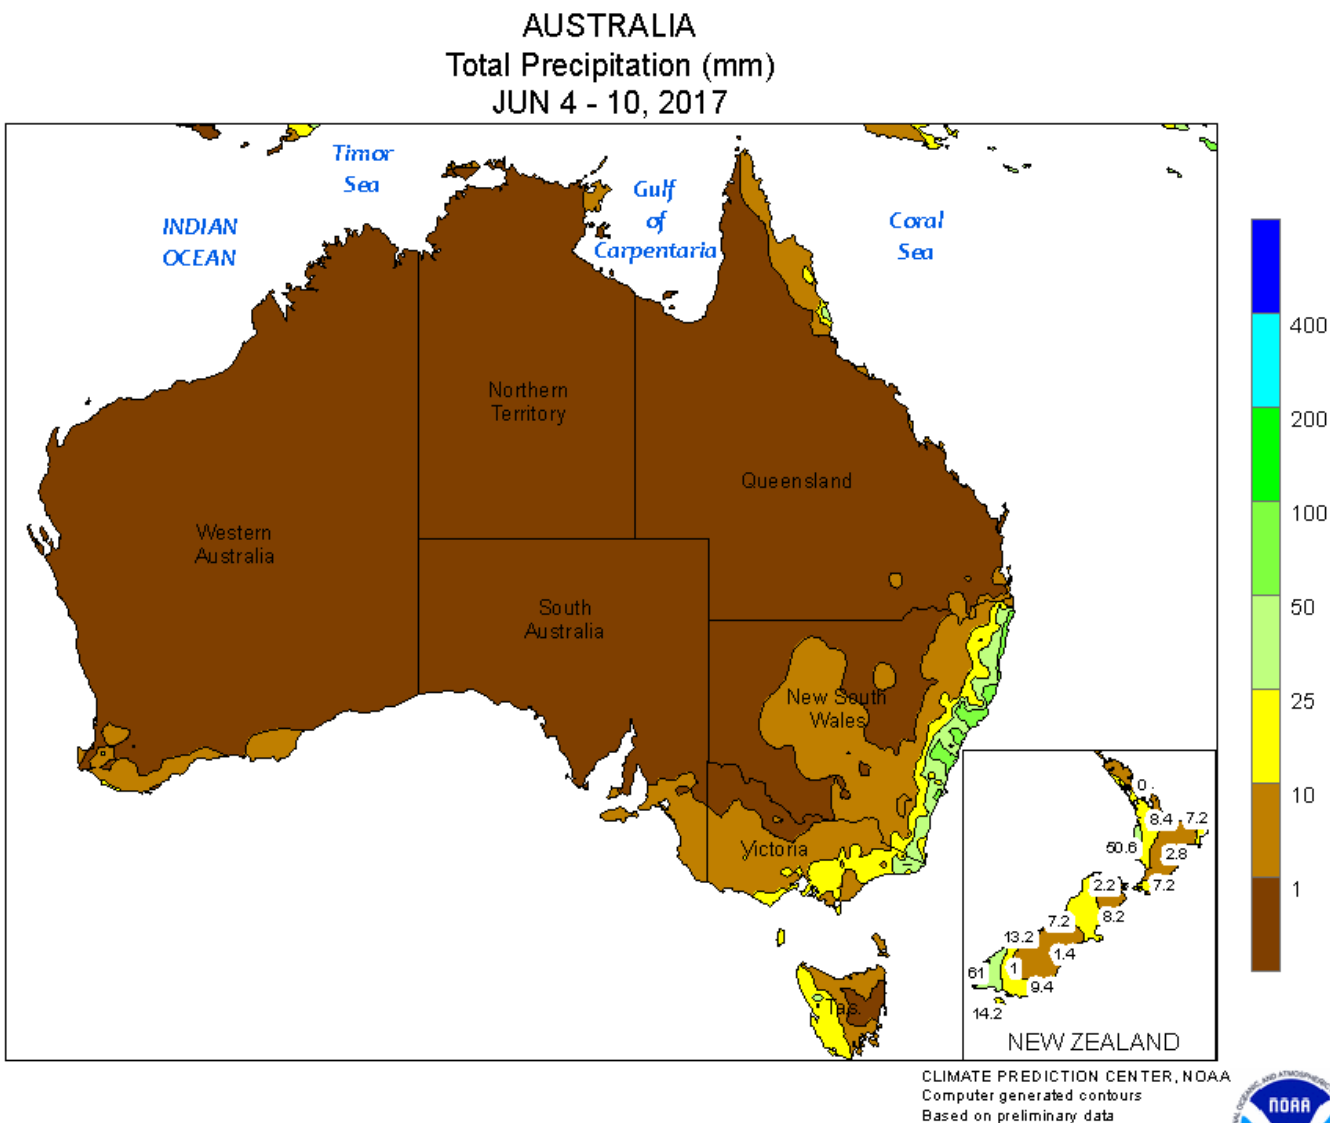 AUSTRALIA
Total Precipitation (mm)
JUN 4 - 10, 2017
Timor
Sea
INDIAN
OCEAN
Gulf
of
Carpentaria
Coral
Sea
Northern
Territory
Queensland
Western
Australia
South
Australia
New South
Wales
Victoria
Tas.
400
200
100
50
25
10
1
0
8.4
7.2
50.6
2.8
2.2
7.2
7.2
8.2
13.2
1.4
61
1
9.4
14.2
NEW ZEALAND
CLIMATE PREDICTION CENTER, NOAA
Computer generated contours
Based on preliminary data
NOAA